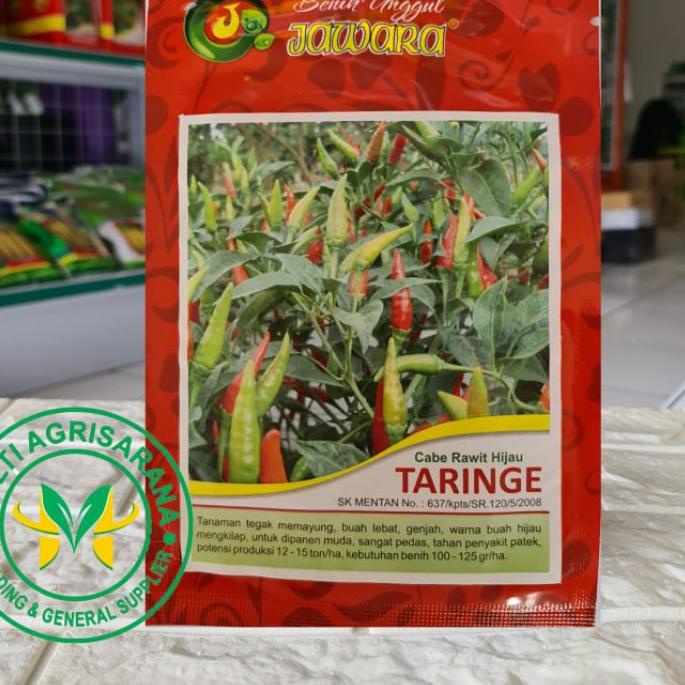 Benih Unggul
JAWARA®
Cabe Rawit Hijau
TARINGE
SK MENTAN No. : 637/kpts/SR.120/5/2008
Tanaman tegak memayung, buah lebat, genjah, warna buah hijau
mengkilap, untuk dipanen muda, sangat pedas, tahan penyakit patek,
potensi produksi 12 - 15 ton/ha, kebutuhan benih 100 - 125 gr/ha.
LTI AGRISARANA
DING & GENERAL SUPPLIER